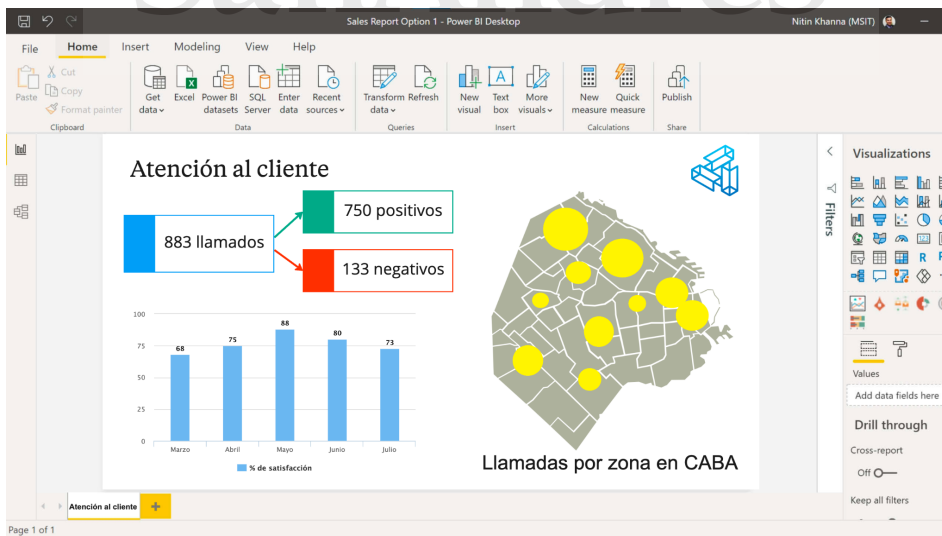 San Andrés
Sales Report Option 1 - Power BI Desktop
Nitin Khanna (MSIT)
File Home Insert Modeling View Help
Paste
Cut
Copy
Format painter
Clipboard
Get data
Excel
Power BI datasets
SQL Server
Enter data
Recent sources
Data
Transform data
Refresh
Queries
New visual
Text box
More visuals
Insert
New measure
Quick measure
Calculations
Publish
Share
Atención al cliente
883 llamados
750 positivos
133 negativos
100
75
50
25
0
68
75
88
80
73
Marzo Abril Mayo Junio Julio
% de satisfacción
Llamadas por zona en CABA
Filters
Visualizations
R
Values
Add data fields here
Drill through
Cross-report
Off
Keep all filters
Atención al cliente
Page 1 of 1